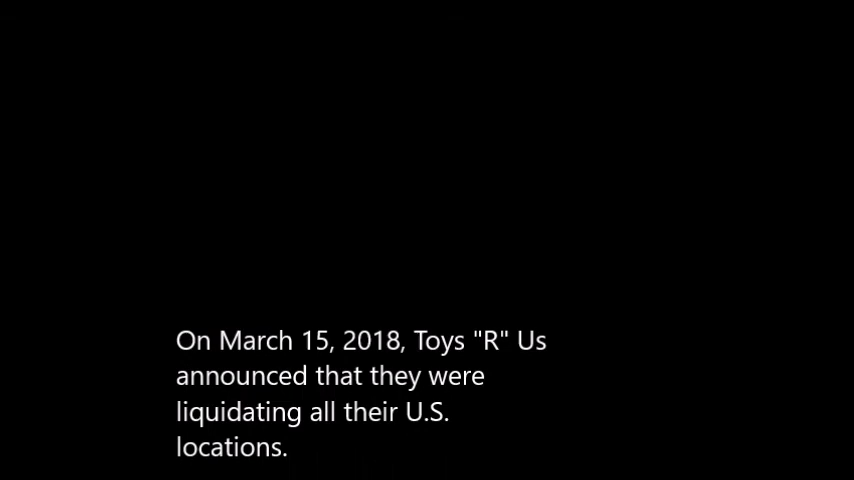 On March 15, 2018, Toys "R" Us
announced that they were
liquidating all their U.S.
locations.